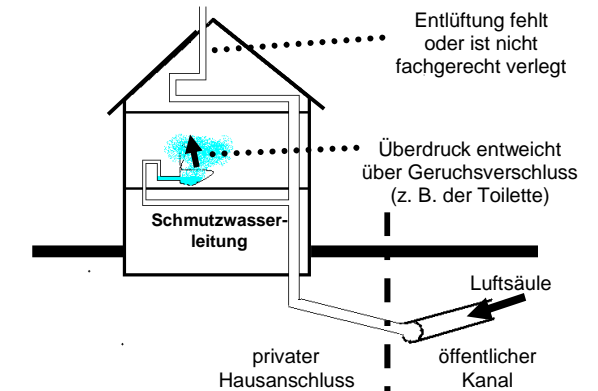 Entlüftung fehlt
oder ist nicht
fachgerecht verlegt
Überdruck entweicht
über Geruchsverschluss
(z. B. der Toilette)
Schmutzwasser-
leitung
Luftsäule
privater
Hausanschluss
öffentlicher
Kanal